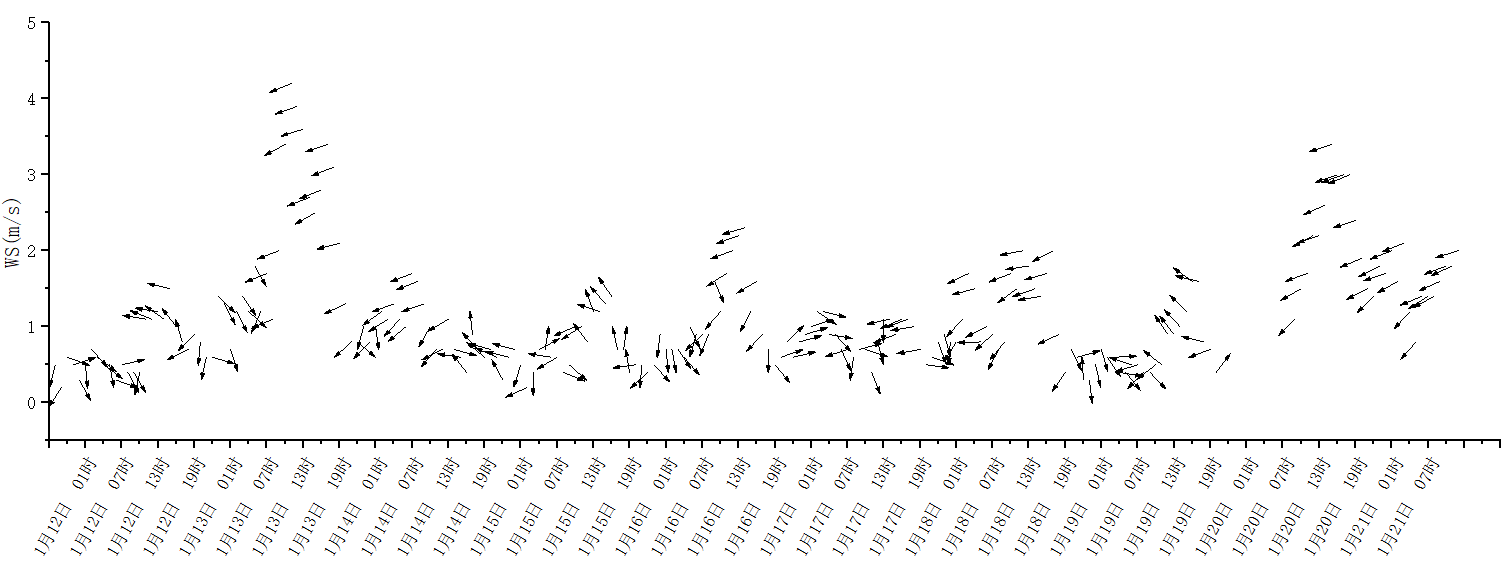 5
4
3
2
1
0
WS(m/s)
1月12日 01时
1月12日 07时
1月12日 13时
1月12日 19时
1月13日 01时
1月13日 07时
1月13日 13时
1月13日 19时
1月14日 01时
1月14日 07时
1月14日 13时
1月14日 19时
1月15日 01时
1月15日 07时
1月15日 13时
1月15日 19时
1月16日 01时
1月16日 07时
1月16日 13时
1月16日 19时
1月17日 01时
1月17日 07时
1月17日 13时
1月17日 19时
1月18日 01时
1月18日 07时
1月18日 13时
1月18日 19时
1月19日 01时
1月19日 07时
1月19日 13时
1月19日 19时
1月20日 01时
1月20日 07时
1月20日 13时
1月20日 19时
1月21日 01时
1月21日 07时